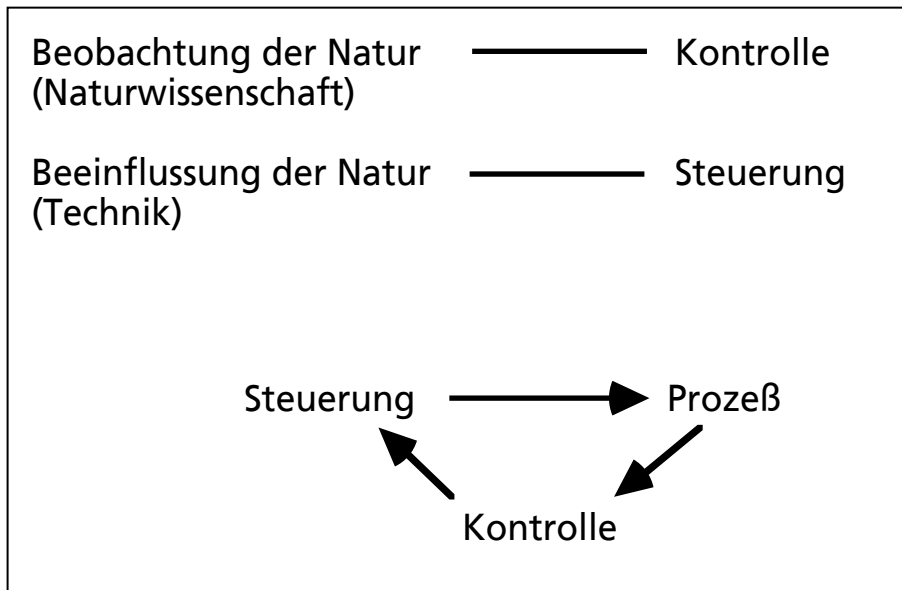 Beobachtung der Natur Kontrolle
(Naturwissenschaft)
Beeinflussung der Natur Steuerung
(Technik)
Steuerung Prozeß
Kontrolle